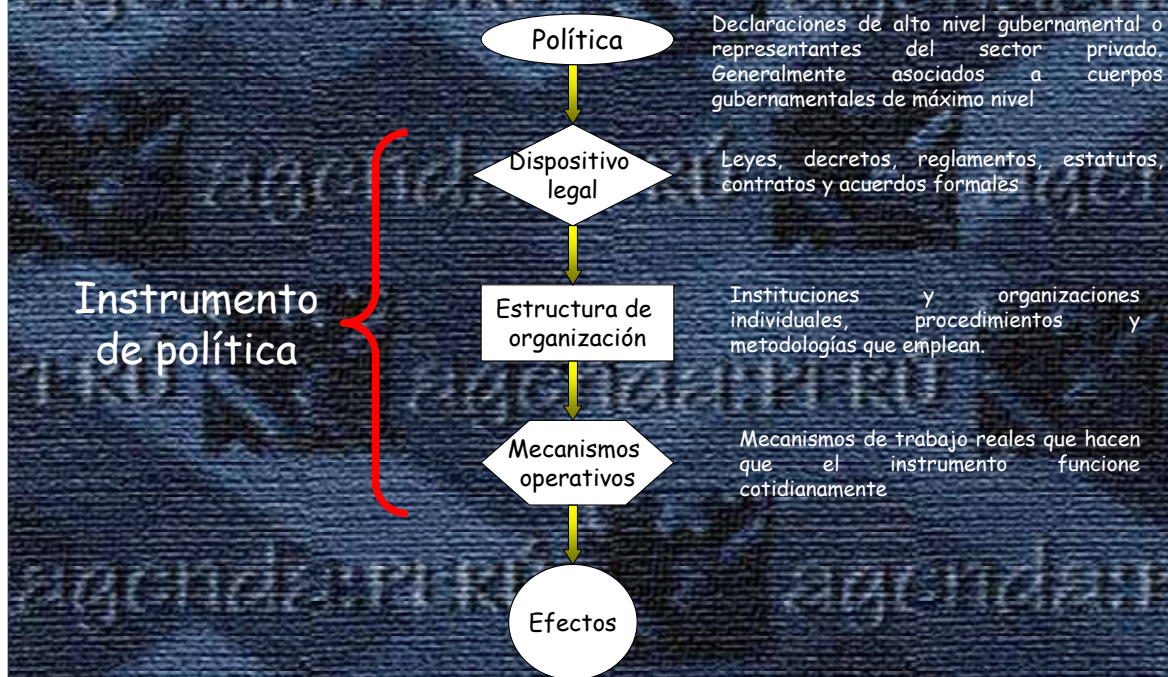 Política
Declaraciones de alto nivel gubernamental o
representantes del sector privado.
Generalmente asociados a cuerpos
gubernamentales de máximo nivel
Dispositivo
legal
Leyes, decretos, reglamentos, estatutos,
contratos y acuerdos formales
Instrumento
de política
Estructura de
organización
Instituciones y organizaciones
individuales, procedimientos y
metodologías que emplean.
Mecanismos
operativos
Mecanismos de trabajo reales que hacen
que el instrumento funcione
cotidianamente
Efectos